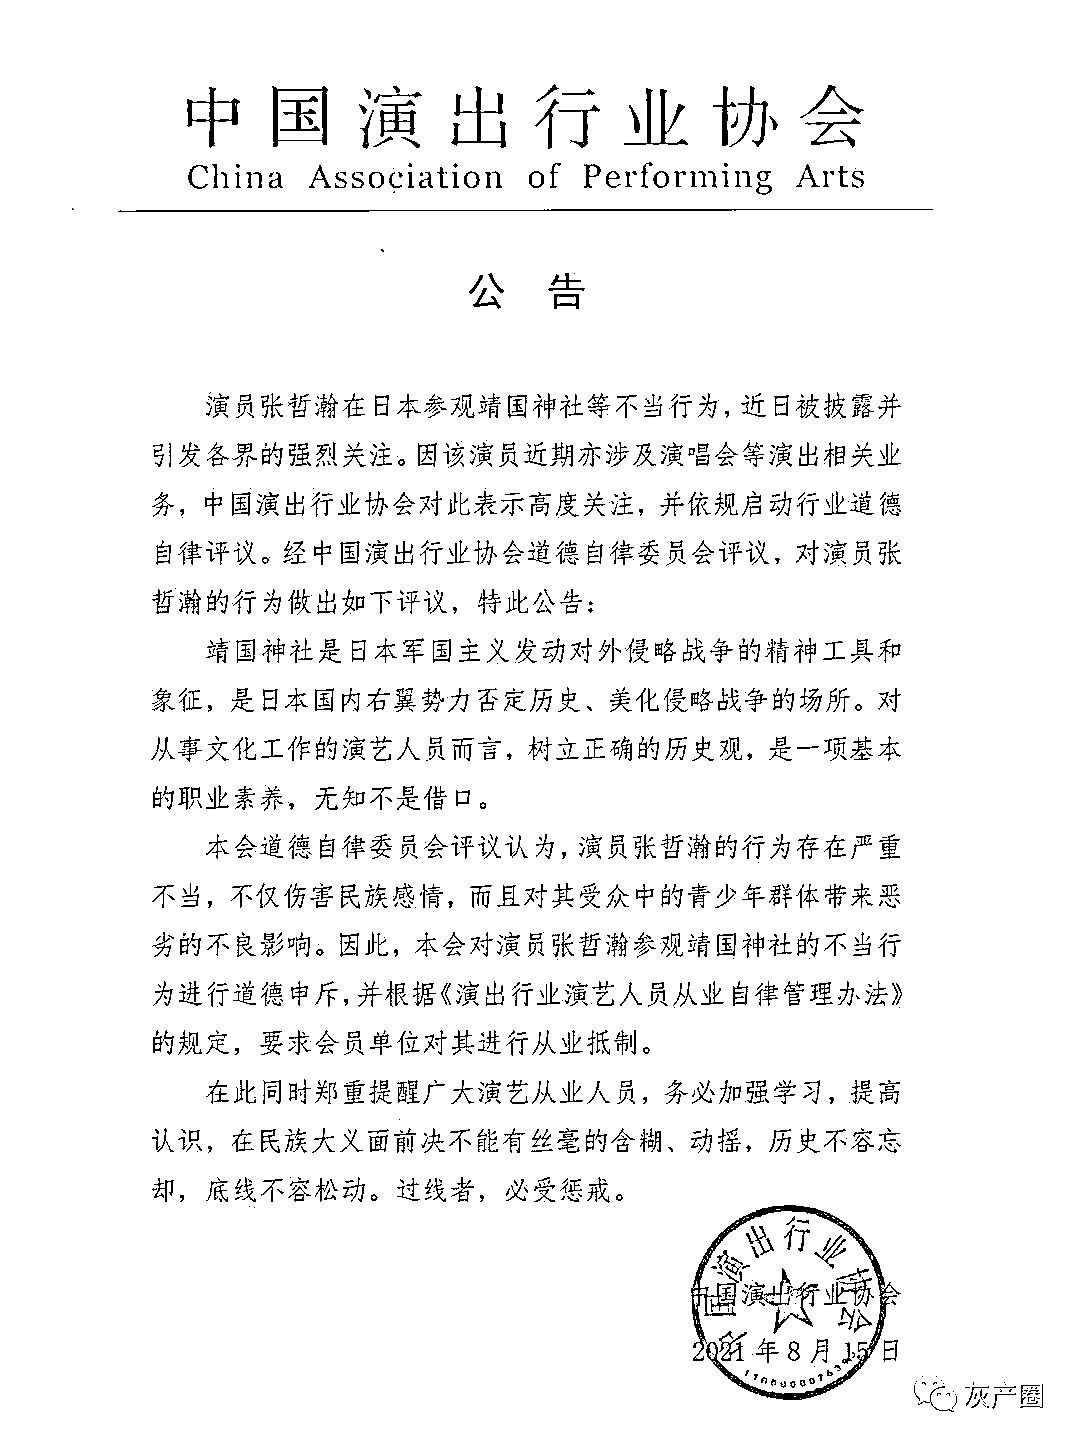 中国演出行业协会
China Association of Performing Arts
公 告
演员张哲瀚在日本参观靖国神社等不当行为，近日被披露并
引发各界的强烈关注。因该演员近期亦涉及演唱会等演出相关业
务，中国演出行业协会对此表示高度关注，并依规启动行业道德
自律评议。经中国演出行业协会道德自律委员会评议，对演员张
哲瀚的行为做出如下评议，特此公告：
靖国神社是日本军国主义发动对外侵略战争的精神工具和
象征，是日本国内右翼势力否定历史、美化侵略战争的场所。对
从事文化工作的演艺人员而言，树立正确的历史观，是一项基本
的职业素养，无知不是借口。
本会道德自律委员会评议认为，演员张哲瀚的行为存在严重
不当，不仅伤害民族感情，而且对其受众中的青少年群体带来恶
劣的不良影响。因此，本会对演员张哲瀚参观靖国神社的不当行
为进行道德申斥，并根据《演出行业演艺人员从业自律管理办法》
的规定，要求会员单位对其进行从业抵制。
在此同时郑重提醒广大演艺从业人员，务必加强学习，提高
认识，在民族大义面前决不能有丝毫的含糊、动摇，历史不容忘
却，底线不容松动。过线者，必受惩戒。
中国演出行业协会
中国演出行业协会
2021年8月15日
灰产圈